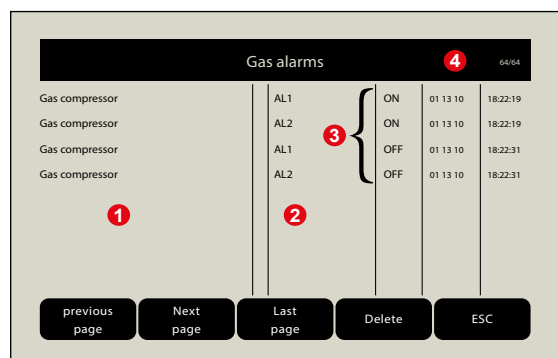 Gas alarms 4 64/64
Gas compressor AL1 ON 01 13 10 18:22:19
Gas compressor AL2 ON 01 13 10 18:22:19
3
Gas compressor AL1 OFF 01 13 10 18:22:31
Gas compressor AL2 OFF 01 13 10 18:22:31
1 2
previous page
Next page
Last page
Delete
ESC